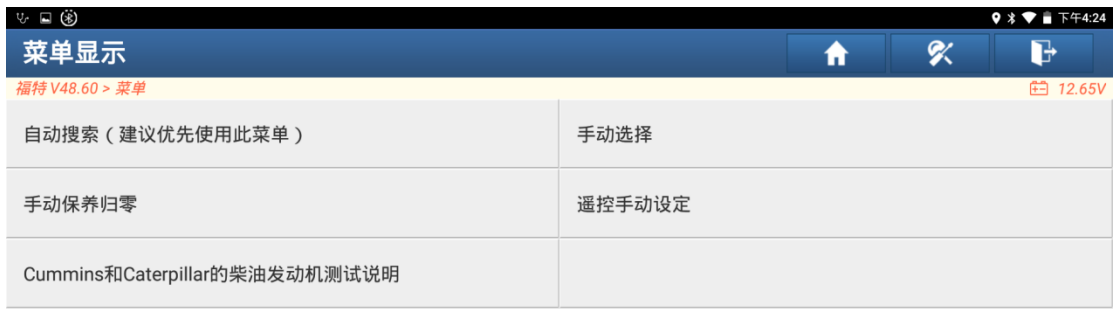 下午4:24
菜单显示
福特 V48.60 > 菜单
12.65V
自动搜索（建议优先使用此菜单）
手动选择
手动保养归零
遥控手动设定
Cummins和Caterpillar的柴油发动机测试说明